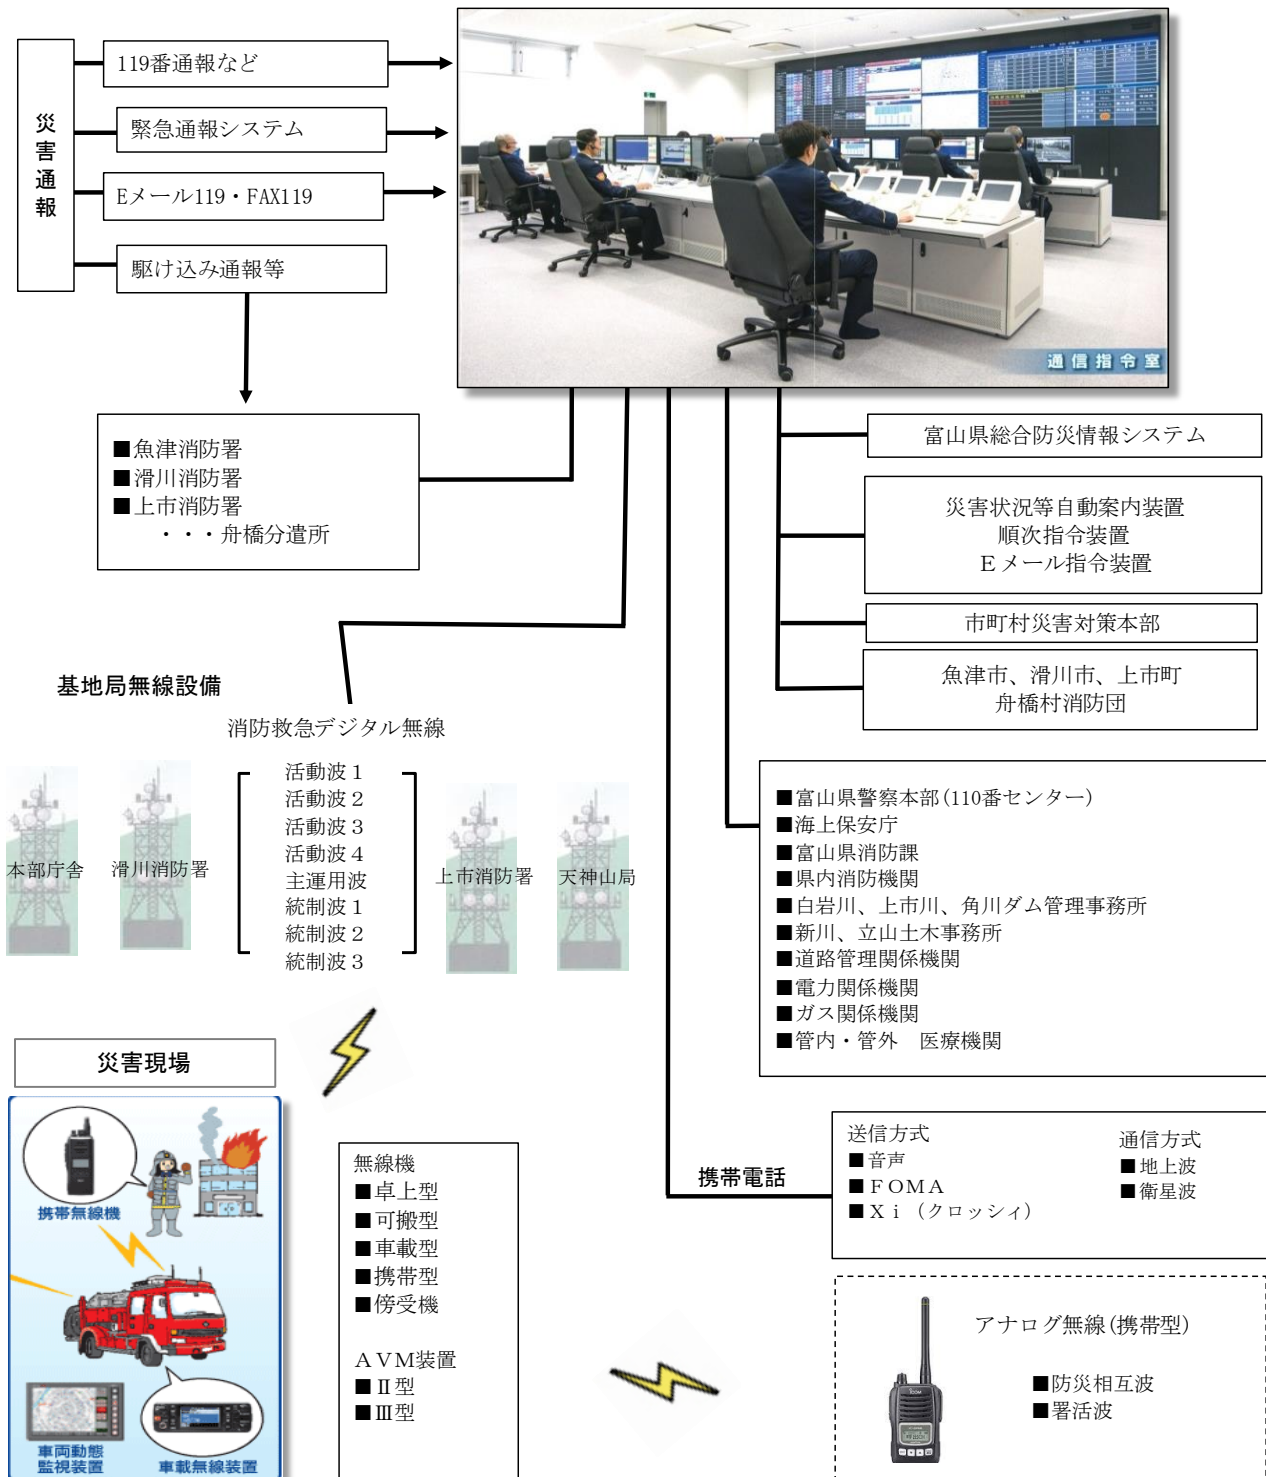 災害通報
119番通報など
緊急通報システム
Eメール119・FAX119
駆け込み通報等
通信指令室
■魚津消防署
■滑川消防署
■上市消防署
・・・舟橋分遣所
富山県総合防災情報システム
災害状況等自動案内装置
順次指令装置
Eメール指令装置
市町村災害対策本部
魚津市、滑川市、上市町
舟橋村消防団
基地局無線設備
消防救急デジタル無線
活動波１
活動波２
活動波３
活動波４
主運用波
統制波１
統制波２
統制波３
本部庁舎
滑川消防署
上市消防署
天神山局
■富山県警察本部(110番センター)
■海上保安庁
■富山県消防課
■県内消防機関
■白岩川、上市川、角川ダム管理事務所
■新川、立山土木事務所
■道路管理関係機関
■電力関係機関
■ガス関係機関
■管内・管外　医療機関
災害現場
携帯無線機
車両動態
監視装置
車載無線装置
無線機
■卓上型
■可搬型
■車載型
■携帯型
■傍受機
ＡＶＭ装置
■Ⅱ型
■Ⅲ型
携帯電話
送信方式
■音声
■ＦＯＭＡ
■Ｘｉ（クロッシィ）
通信方式
■地上波
■衛星波
アナログ無線(携帯型)
■防災相互波
■署活波